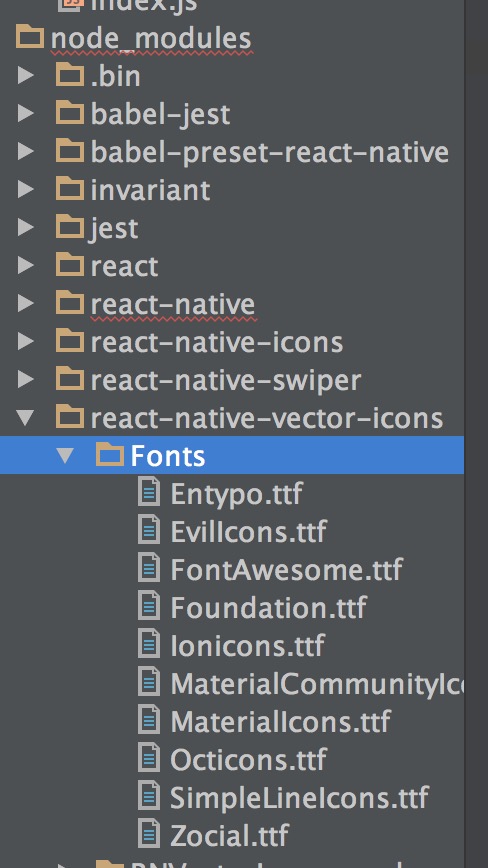 index.js
node_modules
.bin
babel-jest
babel-preset-react-native
invariant
jest
react
react-native
react-native-icons
react-native-swiper
react-native-vector-icons
Fonts
Entypo.ttf
EvilIcons.ttf
FontAwesome.ttf
Foundation.ttf
Ionicons.ttf
MaterialCommunityIc
MaterialIcons.ttf
Octicons.ttf
SimpleLineIcons.ttf
Zocial.ttf